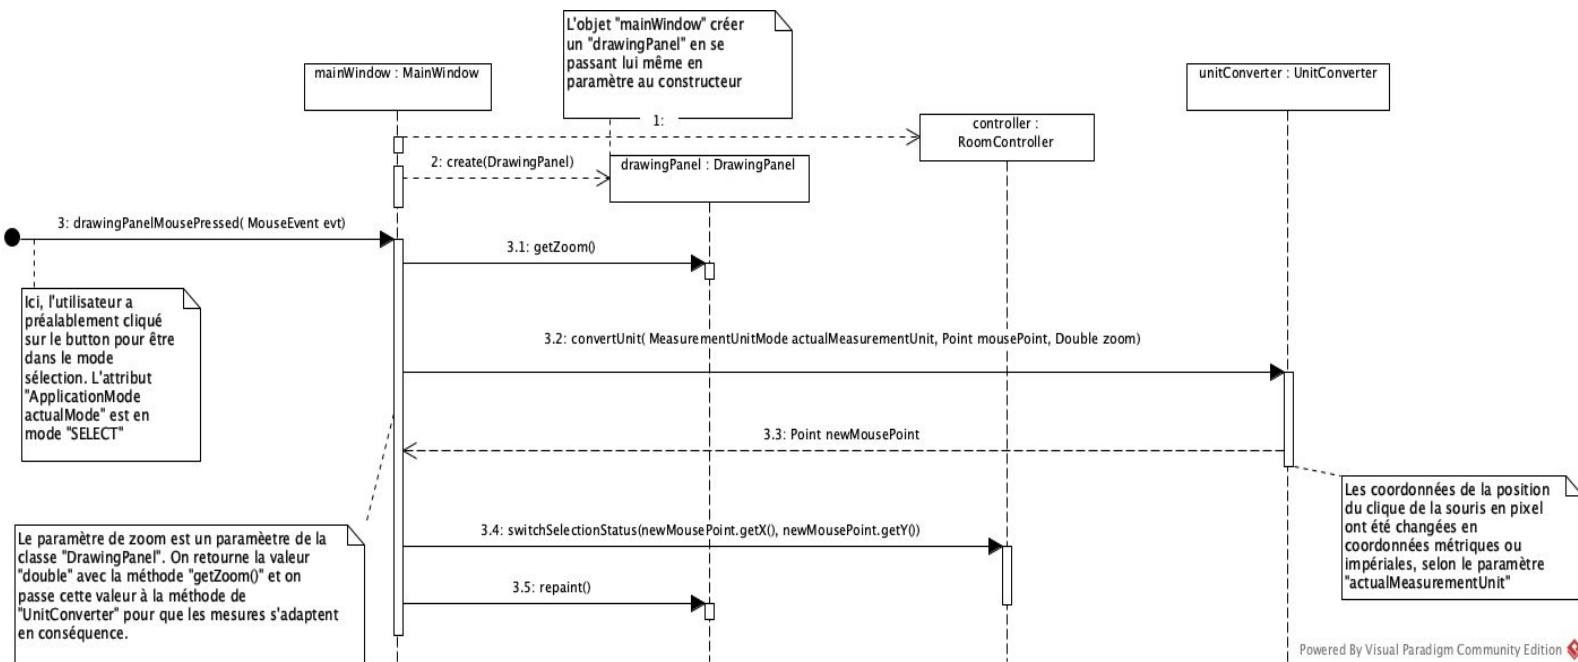 L'objet "mainWindow" créer
un "drawingPanel" en se
passant lui même en
paramètre au constructeur
mainWindow : MainWindow
unitConverter : UnitConverter
1:
controller :
RoomController
2: create(DrawingPanel)
drawingPanel : DrawingPanel
3: drawingPanelMousePressed( MouseEvent evt)
3.1: getZoom()
Ici, l'utilisateur a
préalablement cliqué
sur le button pour être
dans le mode
sélection. L'attribut
"ApplicationMode
actualMode" est en
mode "SELECT"
3.2: convertUnit( MeasurementUnitMode actualMeasurementUnit, Point mousePoint, Double zoom)
3.3: Point newMousePoint
Les coordonnées de la position
du clique de la souris en pixel
ont été changées en
coordonnées métriques ou
impériales, selon le paramètre
"actualMeasurementUnit"
3.4: switchSelectionStatus(newMousePoint.getX(), newMousePoint.getY())
Le paramètre de zoom est un paramèetre de la
classe "DrawingPanel". On retourne la valeur
"double" avec la méthode "getZoom()" et on
passe cette valeur à la méthode de
"UnitConverter" pour que les mesures s'adaptent
en conséquence.
3.5: repaint()
Powered By Visual Paradigm Community Edition